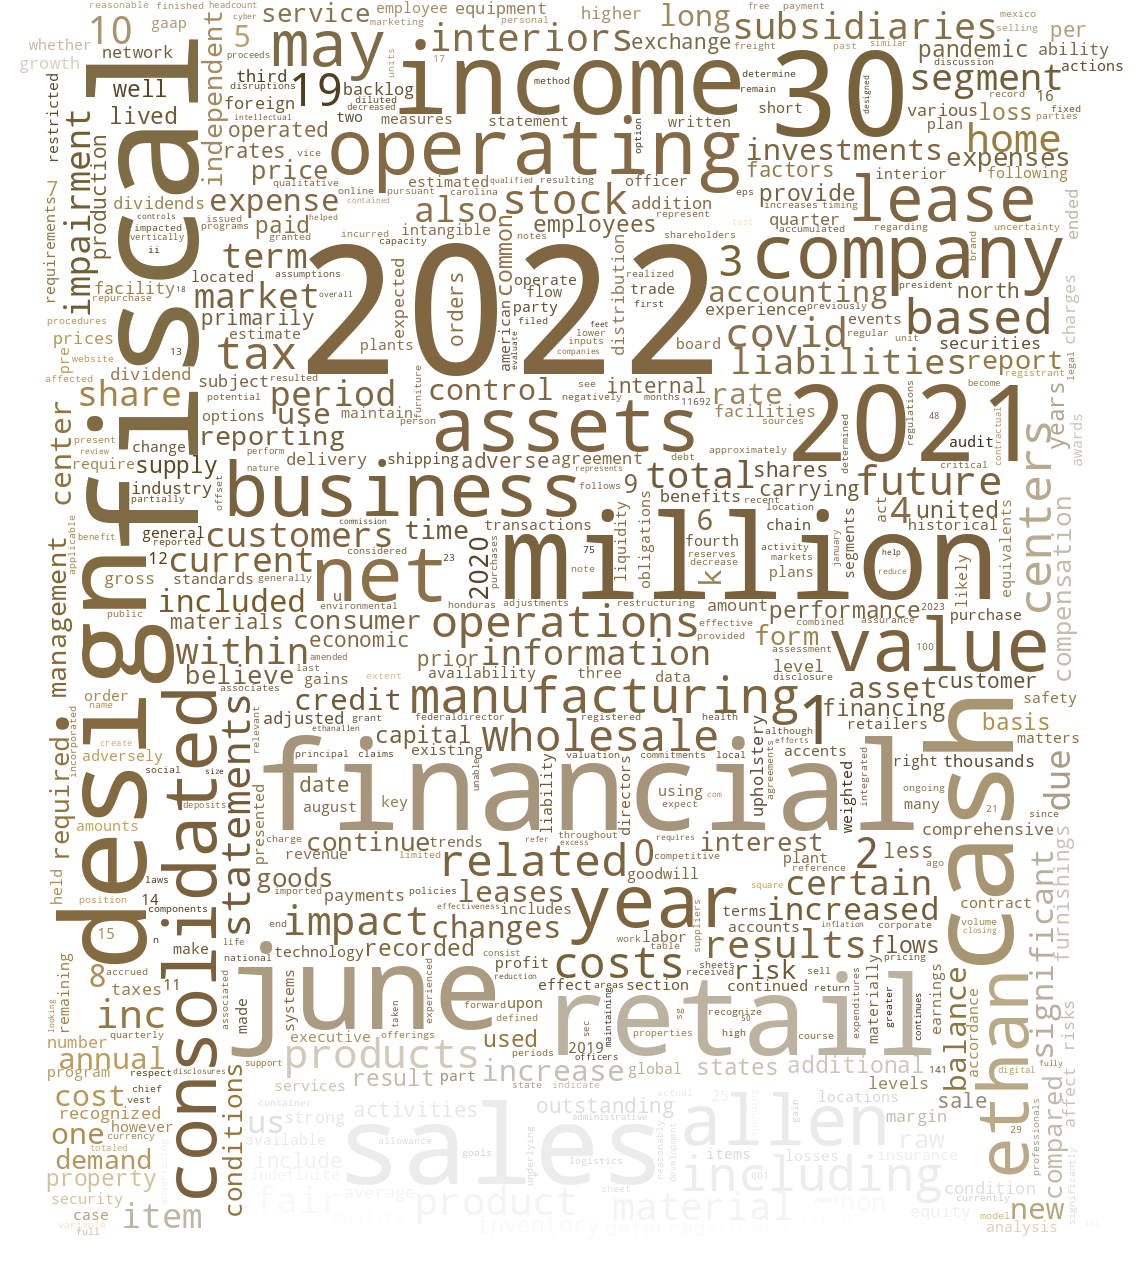 reasonable finished headcount cyber employee equipment higher free payment mexico
10 gaap marketing personal selling
whether growth network service 5 may interiors long subsidiaries per
exchange freight past similar pandemic ability
units 17 proceeds income 30 discussion actions
well third disruptions 19 backlog method determine segment
restricted lived foreign diluted decreased remain designed record 16 fixed
independent intellectual two measures statement short various loss parties
fiscal operated operating written option plan home
impairment production rates vice estimated qualified resulting officer investments expenses
7 dividends price qualitative online pursuant carolina eps factors interior following
requirements controls issued expense contained also stock addition increases timing provide lease
impacted programs helped represent test quarter accumulated regarding uncertainty ended
vertically paid granted incurred intangible employees shareholders
ii term capacity notes 3 company brand
facility 18 located assumptions 2022 common operate realized accounting president north
repurchase market overall expected orders flow trade distribution experience previously based charges
primarily american party first events
procedures prices estimate plants filed feet lower inputs board covid regular unit securities
pre website 13 tax evaluate companies liabilities report legal registrant
affected dividend subject resulted control furniture see internal rate 2021 become years
share potential period negatively months 11692 regulations
options use maintain person assets facilities sources 48 contractual awards
center present review change reporting perform approximately determined audit
require supply delivery shipping adverse agreement debt total shares critical
partially industry nature represents carrying future
offset business follows 9 benefits recent location
applicable benefit general customers commission time transactions 6 chain act 4 united historical
reported 12 current considered net 23 2020 purchases million note 75 liquidity obligations reserves decrease fourth activity markets january segments help equivalents centers compensation
gross standards generally k plans reduce likely
public included u environmental honduras adjustments restructuring amount performance 2023 purchase
management materials consumer operations effective provided form combined assurance value
within economic prior information assessment 100
amended last gains availability three data level disclosure
believe associates extent asset customer safety
order name credit manufacturing 1 financing
incorporated relevant adjusted grant federaldirector registered health although retailers basis
required adversely create capital wholesale efforts accents matters
social size principal claims existing valuation commitments local right thousands
deposits date financial unable liability using com upholstery agreements integrated ongoing due
amounts statements presented august key expect directors weighted many 21 since
charge continue trends refer throughout excess requires interest less comprehensive
held laws revenue limited related 0 competitive plant 2 ago
position goods imported policies leases goodwill reference certain contract furnishings
14 components payments effectiveness includes year square volume closing
15 n end impact changes terms increased
design consolidated life work labor suppliers accounts inflation corporate
make national technology recorded consist table results flows cash significant
8 accrued associated profit reduction costs sheets received risk sell pricing
remaining looking taxes 11 systems experienced effect areas section continued return expenditures materially greater
inc made june taken forward upon maintaining sg recognize continues earnings
number quarterly offerings defined sec properties high 50 course
executive used retail
annual respect disclosures support products periods 2019 officers balance accordance risks
program chief increase global states additional 141 digital fully
cost vest services result part state indicate levels
recognized conditions container activities outstanding actual 25 locations sale ethan compared affect
however us strong administrative allen gain margin 29
one currency available allowance sales raw professionals
demand totaled advertising include goals logistics reasonably development items losses insurance
property indefinite underlying sheet including 001 condition currently
security fair average product material non equity new significantly
case variable item inventory deferred model analysis iii
full